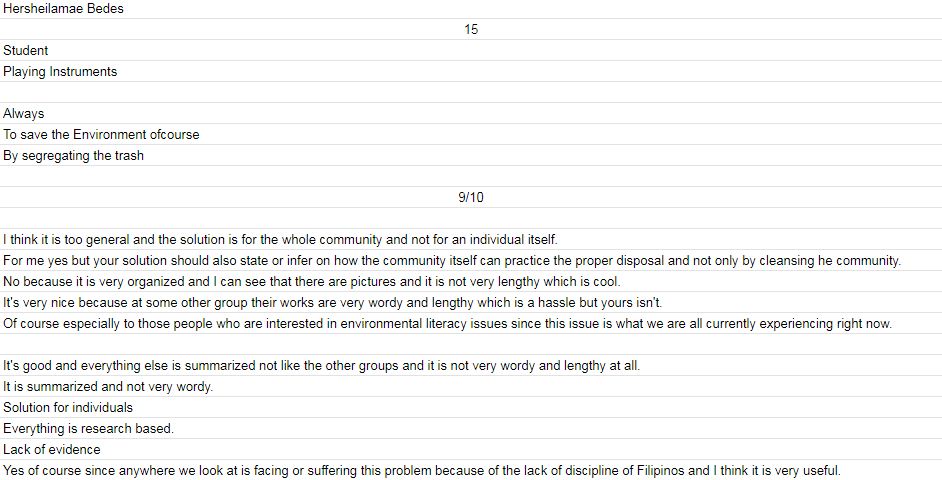 Hersheilamae Bedes
15
Student
Playing Instruments
Always
To save the Environment ofcourse
By segregating the trash
9/10
I think it is too general and the solution is for the whole community and not for an individual itself.
For me yes but your solution should also state or infer on how the community itself can practice the proper disposal and not only by cleansing he community.
No because it is very organized and I can see that there are pictures and it is not very lengthy which is cool.
It's very nice because at some other group their works are very wordy and lengthy which is a hassle but yours isn't.
Of course especially to those people who are interested in environmental literacy issues since this issue is what we are all currently experiencing right now.
It's good and everything else is summarized not like the other groups and it is not very wordy and lengthy at all.
It is summarized and not very wordy.
Solution for individuals
Everything is research based.
Lack of evidence
Yes of course since anywhere we look at is facing or suffering this problem because of the lack of discipline of Filipinos and I think it is very useful.